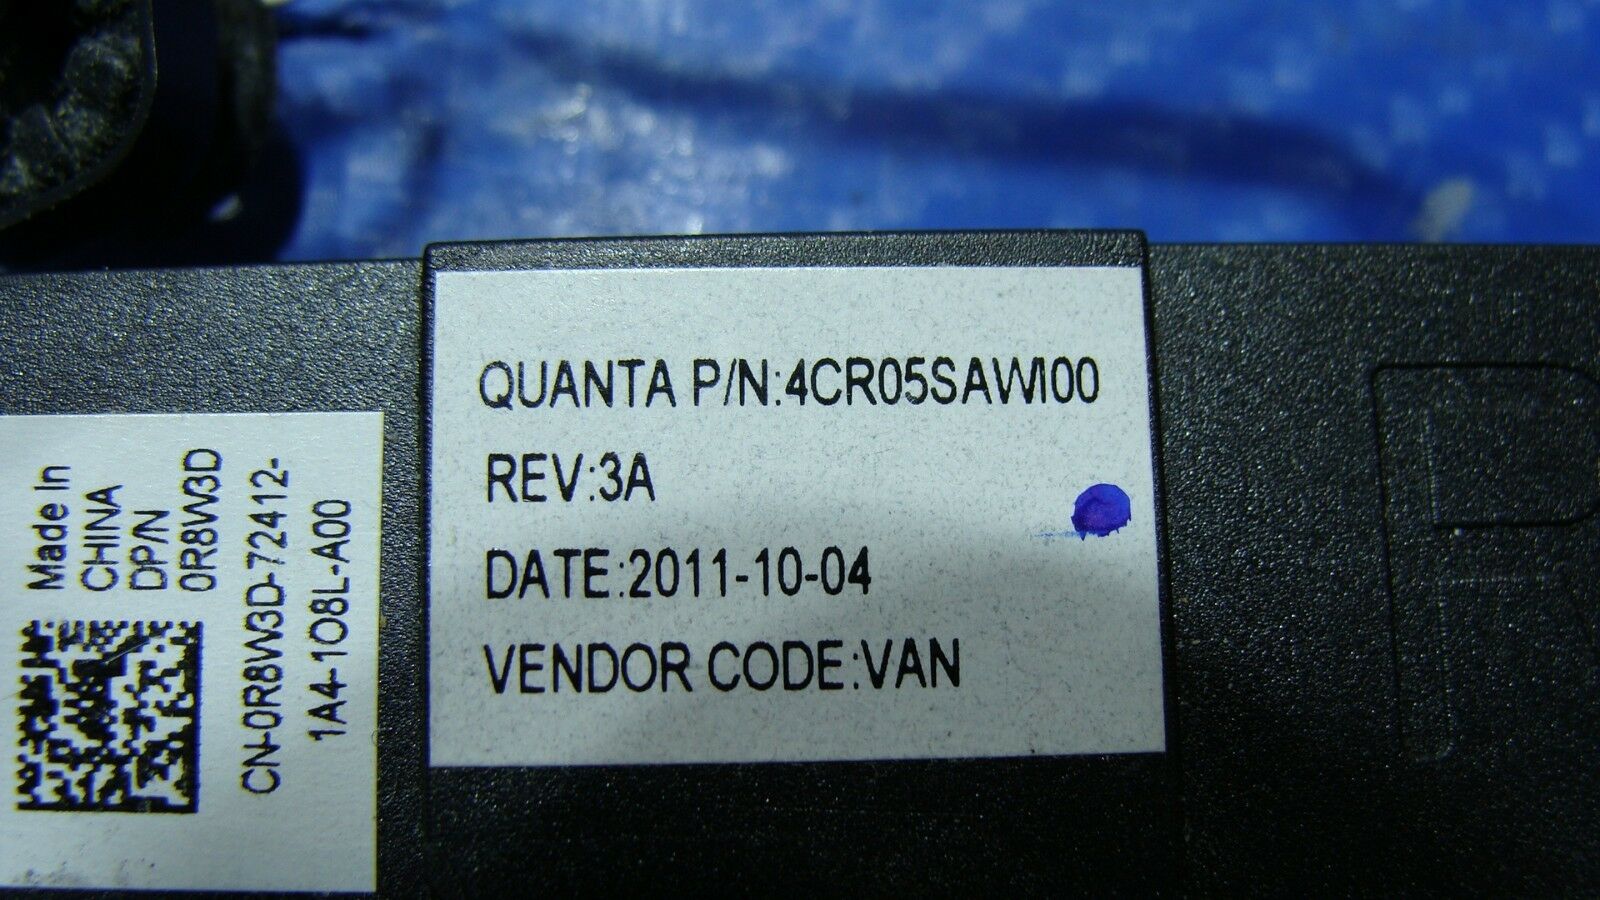 Made In
CHINA
DP/N
0R8W3D
CN-0R8W3D-72412-
1A4-1O8L-A00
QUANTA P/N:4CR05SAWI00
REV:3A
DATE:2011-10-04
VENDOR CODE:VAN
R